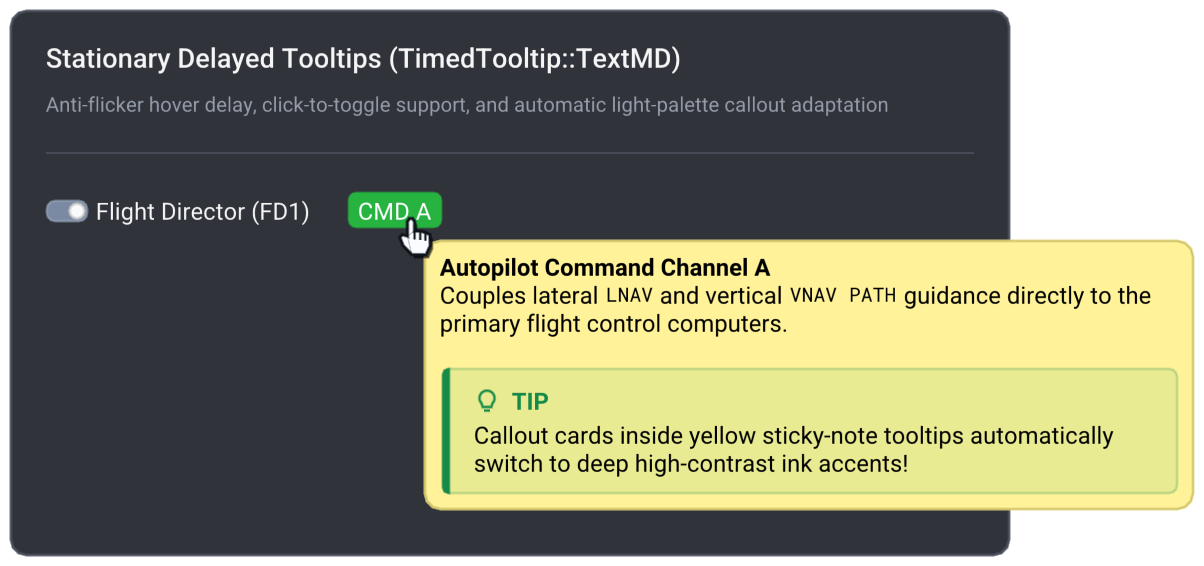 Stationary Delayed Tooltips (TimedTooltip::TextMD)
Anti-flicker hover delay, click-to-toggle support, and automatic light-palette callout adaptation
Flight Director (FD1)
CMD A
Autopilot Command Channel A
Couples lateral LNAV and vertical VNAV PATH guidance directly to the
primary flight control computers.
TIP
Callout cards inside yellow sticky-note tooltips automatically
switch to deep high-contrast ink accents!